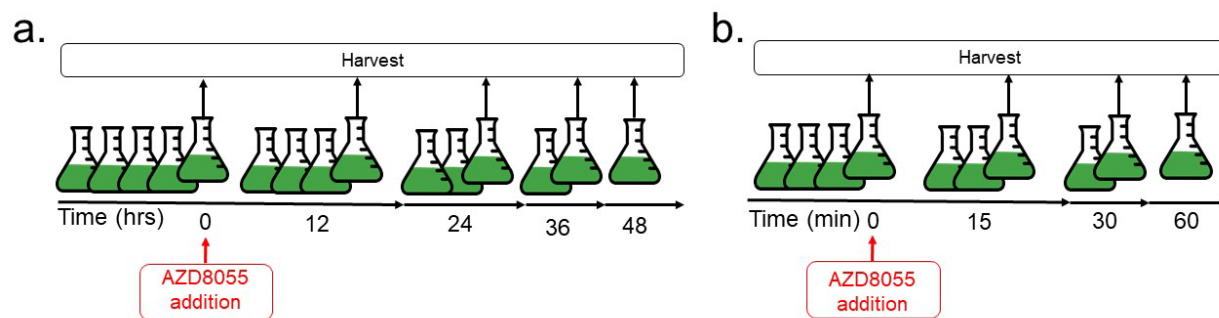 a.
Harvest
Time (hrs) 0 12 24 36 48
AZD8055
addition
b.
Harvest
Time (min) 0 15 30 60
AZD8055
addition